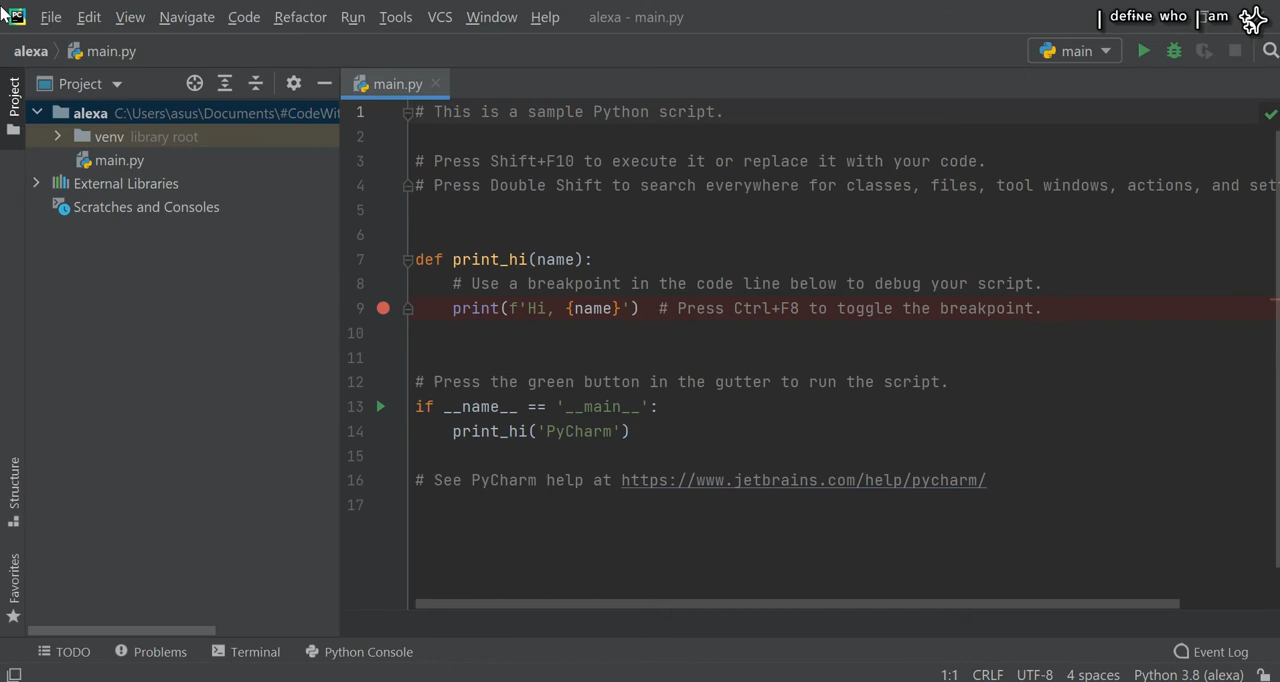 PC File Edit View Navigate Code Refactor Run Tools VCS Window Help alexa - main.py
define who I am
alexa main.py main
Project
Project
main.py
alexa C:\Users\asus\Documents\#CodeWit
venv library root
main.py
External Libraries
Scratches and Consoles
Structure
Favorites
1 # This is a sample Python script.
2
3 # Press Shift+F10 to execute it or replace it with your code.
4 # Press Double Shift to search everywhere for classes, files, tool windows, actions, and set
5
6
7 def print_hi(name):
8 # Use a breakpoint in the code line below to debug your script.
9 print(f'Hi, {name}') # Press Ctrl+F8 to toggle the breakpoint.
10
11
12 # Press the green button in the gutter to run the script.
13 if __name__ == '__main__':
14 print_hi('PyCharm')
15
16 # See PyCharm help at https://www.jetbrains.com/help/pycharm/
17
TODO Problems Terminal Python Console Event Log
1:1 CRLF UTF-8 4 spaces Python 3.8 (alexa)